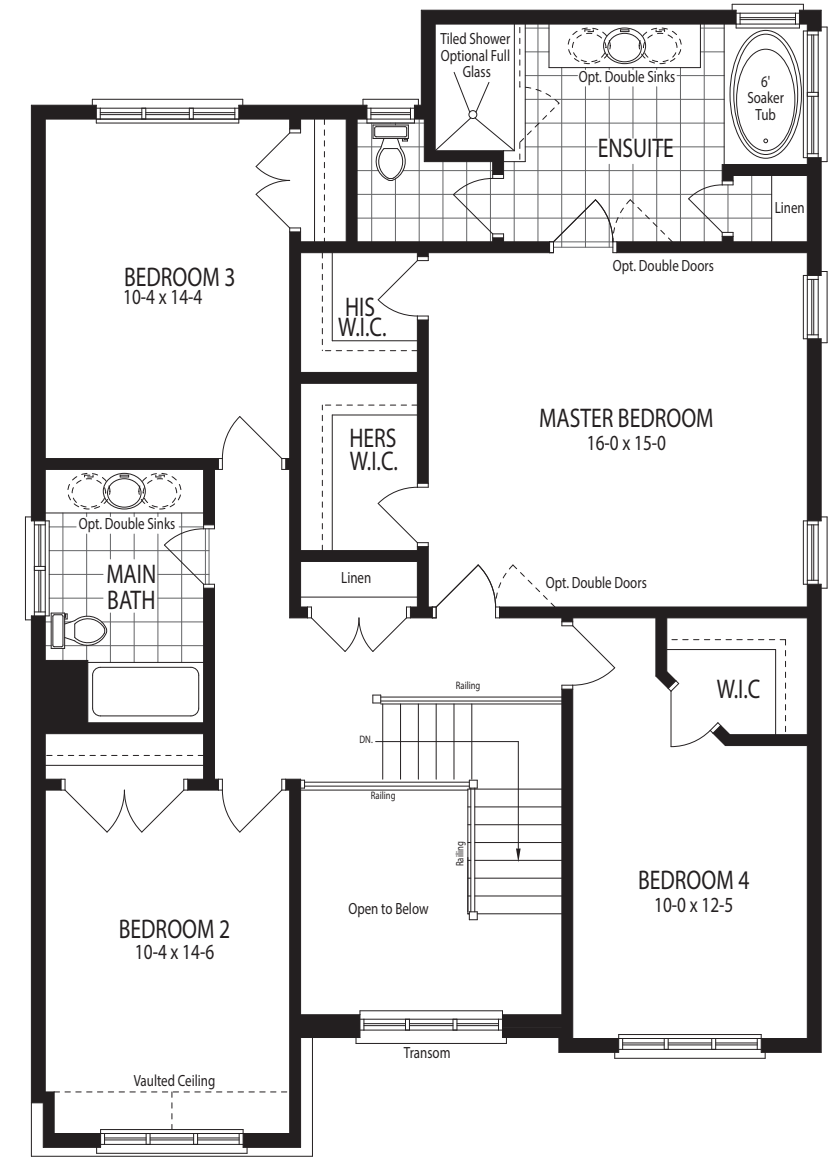 Tiled Shower
Optional Full
Glass
Opt. Double Sinks
6'
Soaker
Tub
ENSUITE
Linen
Opt. Double Doors
BEDROOM 3
10-4 x 14-4
HIS
W.I.C.
MASTER BEDROOM
16-0 x 15-0
HERS
W.I.C.
Opt. Double Sinks
MAIN
BATH
Linen
Opt. Double Doors
Railing
W.I.C
DN.
Railing
Railing
Open to Below
BEDROOM 4
10-0 x 12-5
BEDROOM 2
10-4 x 14-6
Transom
Vaulted Ceiling